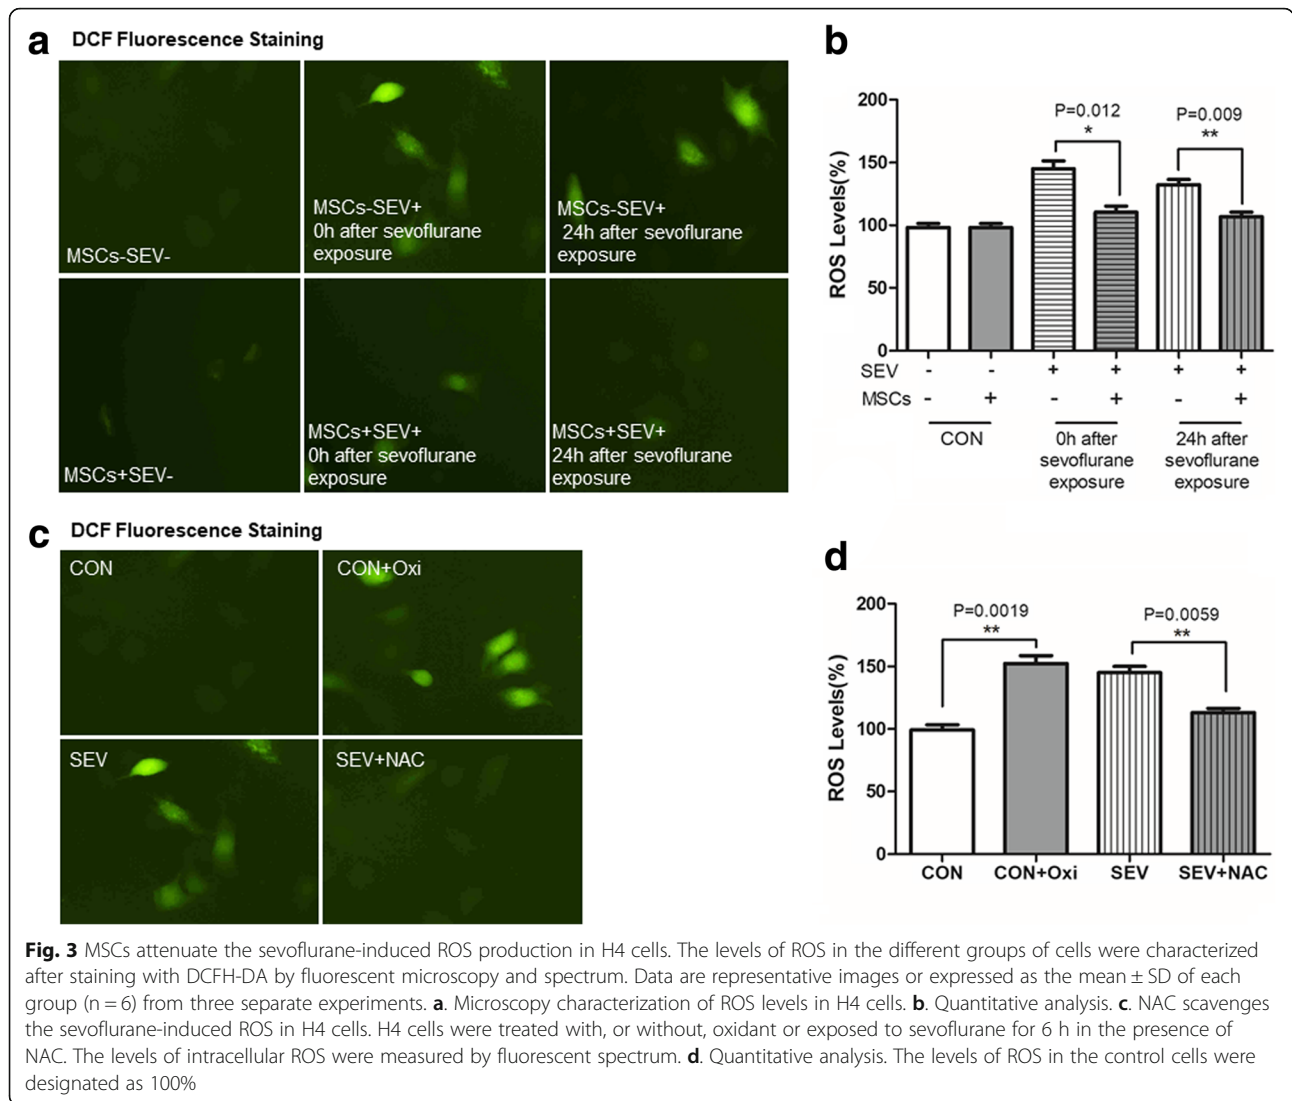 a DCF Fluorescence Staining
MSCs-SEV-
MSCs-SEV+
0h after sevoflurane
exposure
MSCs-SEV+
24h after sevoflurane
exposure
MSCs+SEV-
MSCs+SEV+
0h after sevoflurane
exposure
MSCs+SEV+
24h after sevoflurane
exposure
b
ROS Levels(%)
200
150
100
50
0
P=0.012
*
P=0.009
**
SEV - - + + + +
MSCs - + - + - +
CON
0h after
sevoflurane
exposure
24h after
sevoflurane
exposure
c DCF Fluorescence Staining
CON
CON+Oxi
SEV
SEV+NAC
d
ROS Levels(%)
200
150
100
50
0
P=0.0019
**
P=0.0059
**
CON CON+Oxi SEV SEV+NAC
Fig. 3 MSCs attenuate the sevoflurane-induced ROS production in H4 cells. The levels of ROS in the different groups of cells were characterized
after staining with DCFH-DA by fluorescent microscopy and spectrum. Data are representative images or expressed as the mean ± SD of each
group (n = 6) from three separate experiments. a. Microscopy characterization of ROS levels in H4 cells. b. Quantitative analysis. c. NAC scavenges
the sevoflurane-induced ROS in H4 cells. H4 cells were treated with, or without, oxidant or exposed to sevoflurane for 6 h in the presence of
NAC. The levels of intracellular ROS were measured by fluorescent spectrum. d. Quantitative analysis. The levels of ROS in the control cells were
designated as 100%